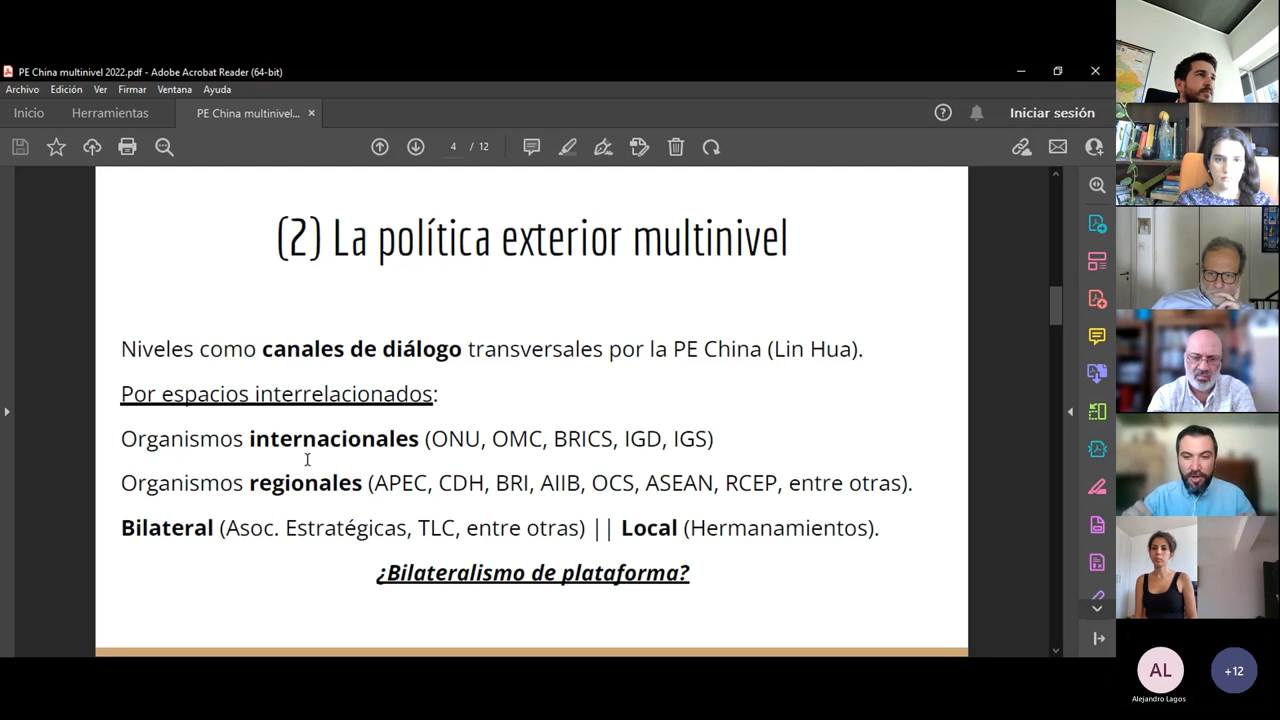 PE China multinivel 2022.pdf - Adobe Acrobat Reader (64-bit)
Archivo Edición Ver Firmar Ventana Ayuda
Inicio Herramientas PE China multinivel... Iniciar sesión
4 / 12
(2) La política exterior multinivel
Niveles como canales de diálogo transversales por la PE China (Lin Hua).
Por espacios interrelacionados:
Organismos internacionales (ONU, OMC, BRICS, IGD, IGS)
Organismos regionales (APEC, CDH, BRI, AIIB, OCS, ASEAN, RCEP, entre otras).
Bilateral (Asoc. Estratégicas, TLC, entre otras) || Local (Hermanamientos).
¿Bilateralismo de plataforma?
AL
Alejandro Lagos
+12